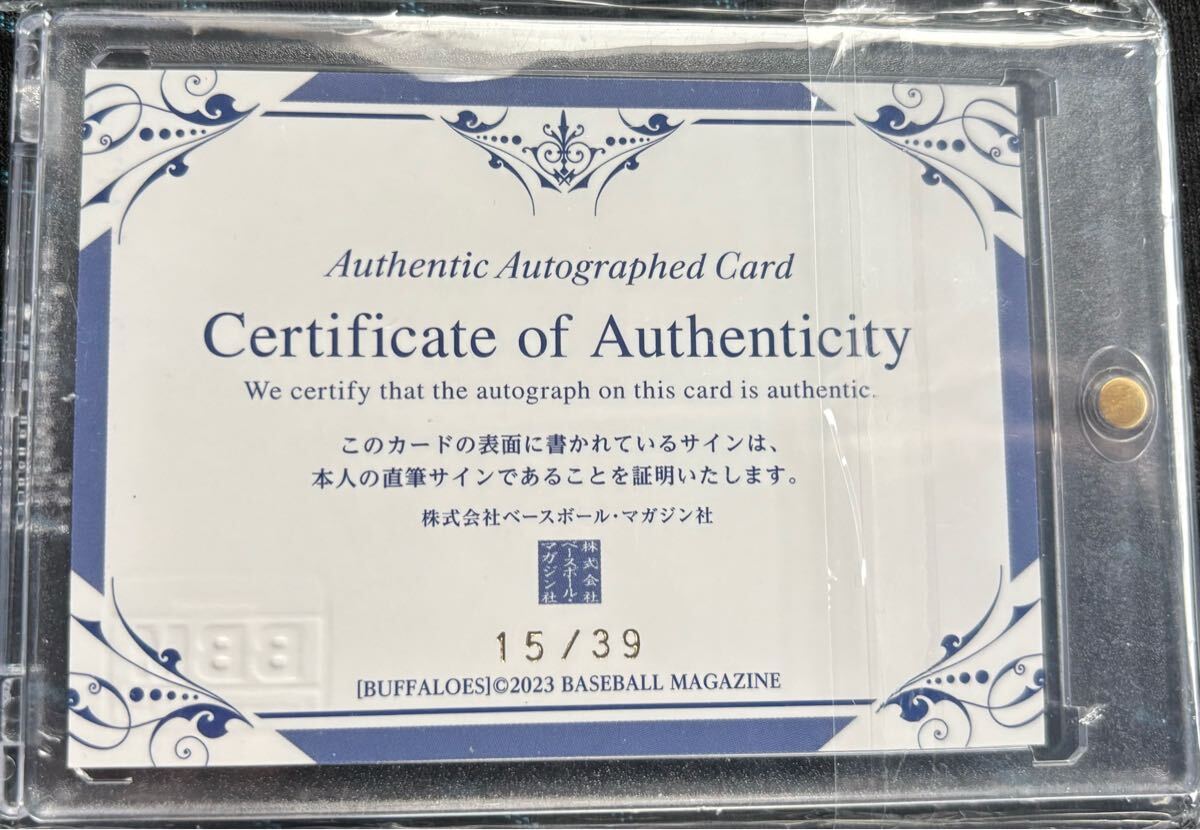 Authentic Autographed Card
Certificate of Authenticity
We certify that the autograph on this card is authentic.
このカードの表面に書かれているサインは、
本人の直筆サインであることを証明いたします。
株式会社ベースボール・マガジン社
株式会社
ベースボール・
マガジン社
15/39
[BUFFALOES]©2023 BASEBALL MAGAZINE